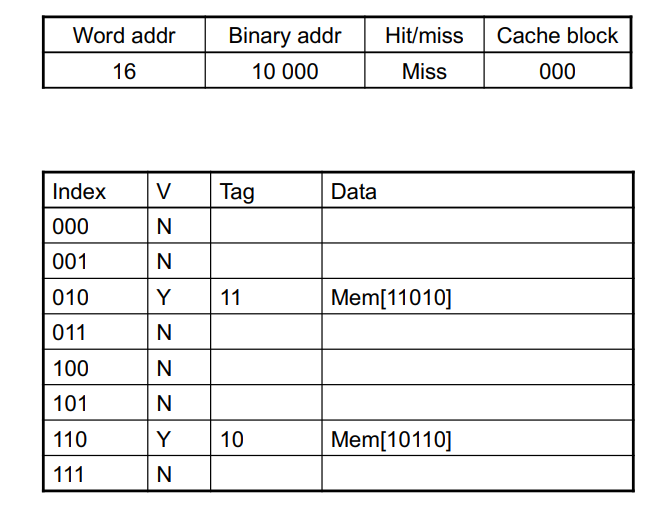 Word addr Binary addr Hit/miss Cache block
16 10 000 Miss 000
Index V Tag Data
000 N
001 N
010 Y 11 Mem[11010]
011 N
100 N
101 N
110 Y 10 Mem[10110]
111 N